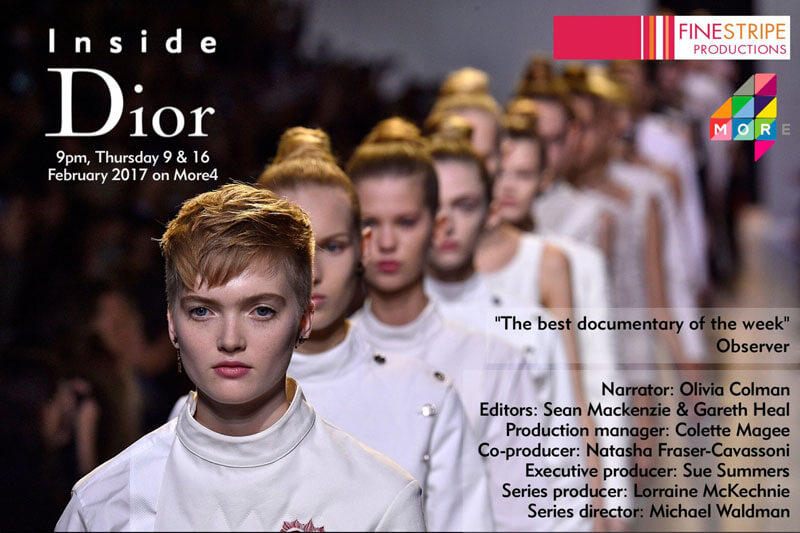 Inside
Dior
9pm, Thursday 9 & 16
February 2017 on More4
FINESTRIPE
PRODUCTIONS
MORE
"The best documentary of the week"
Observer
Narrator: Olivia Colman
Editors: Sean Mackenzie & Gareth Heal
Production manager: Colette Magee
Co-producer: Natasha Fraser-Cavassoni
Executive producer: Sue Summers
Series producer: Lorraine McKechnie
Series director: Michael Waldman